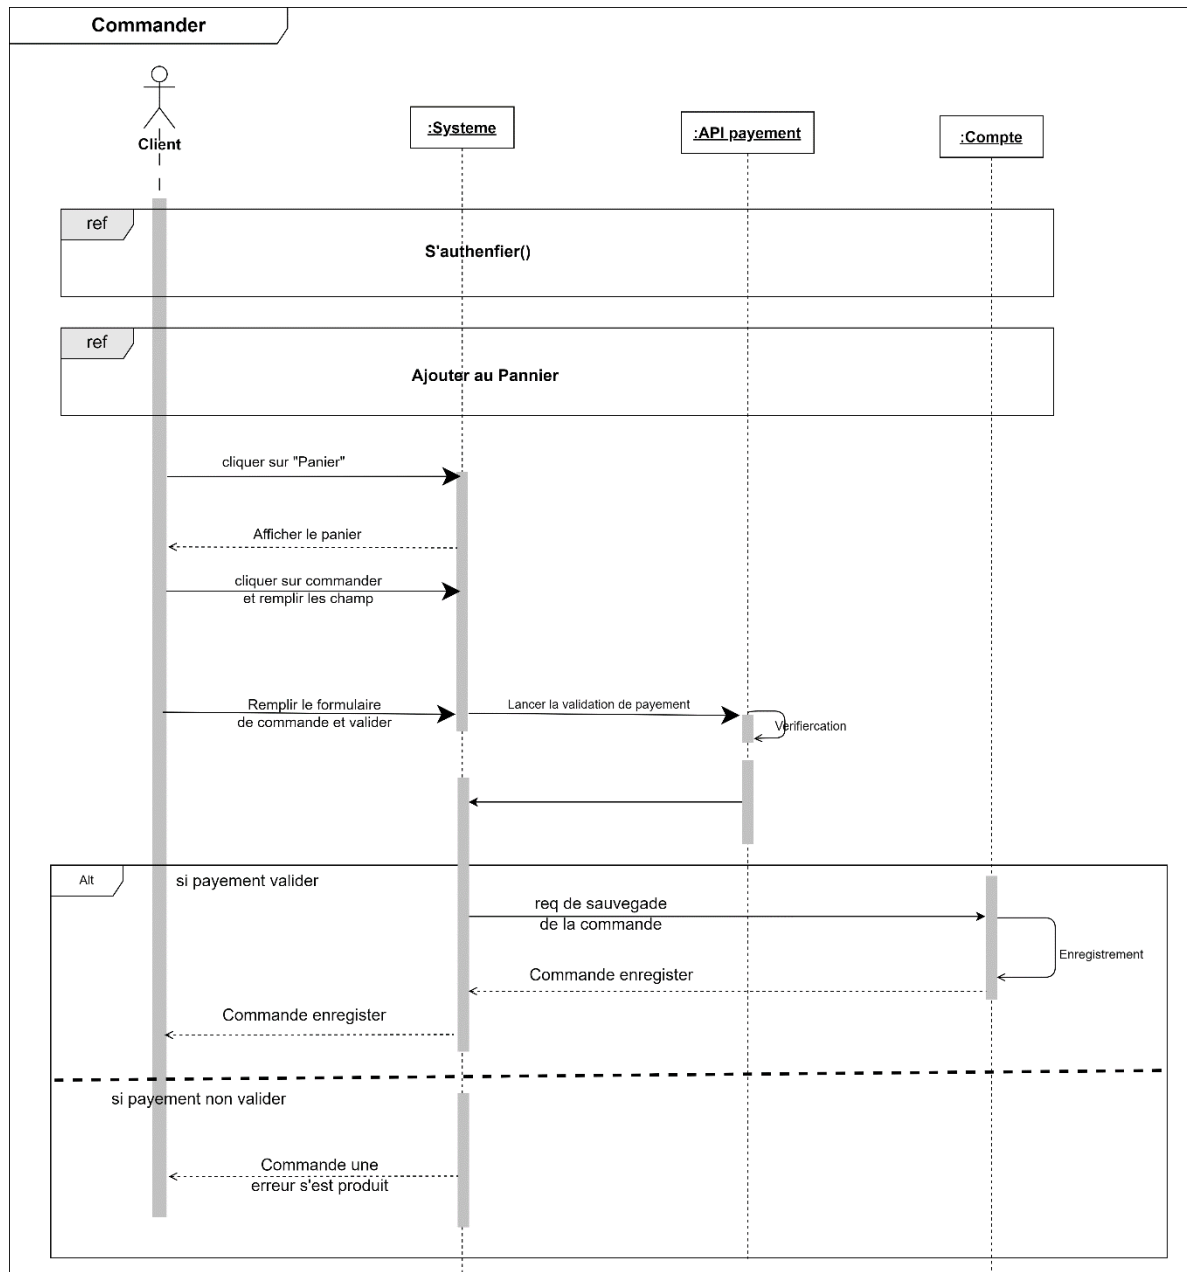 Commander
Client
:Systeme
:API payement
:Compte
ref
S'authenfier()
ref
Ajouter au Pannier
cliquer sur "Panier"
Afficher le panier
cliquer sur commander
et remplir les champ
Remplir le formulaire
de commande et valider
Lancer la validation de payement
Verifiercation
Alt
si payement valider
req de sauvegade
de la commande
Enregistrement
Commande enregister
Commande enregister
si payement non valider
Commande une
erreur s'est produit